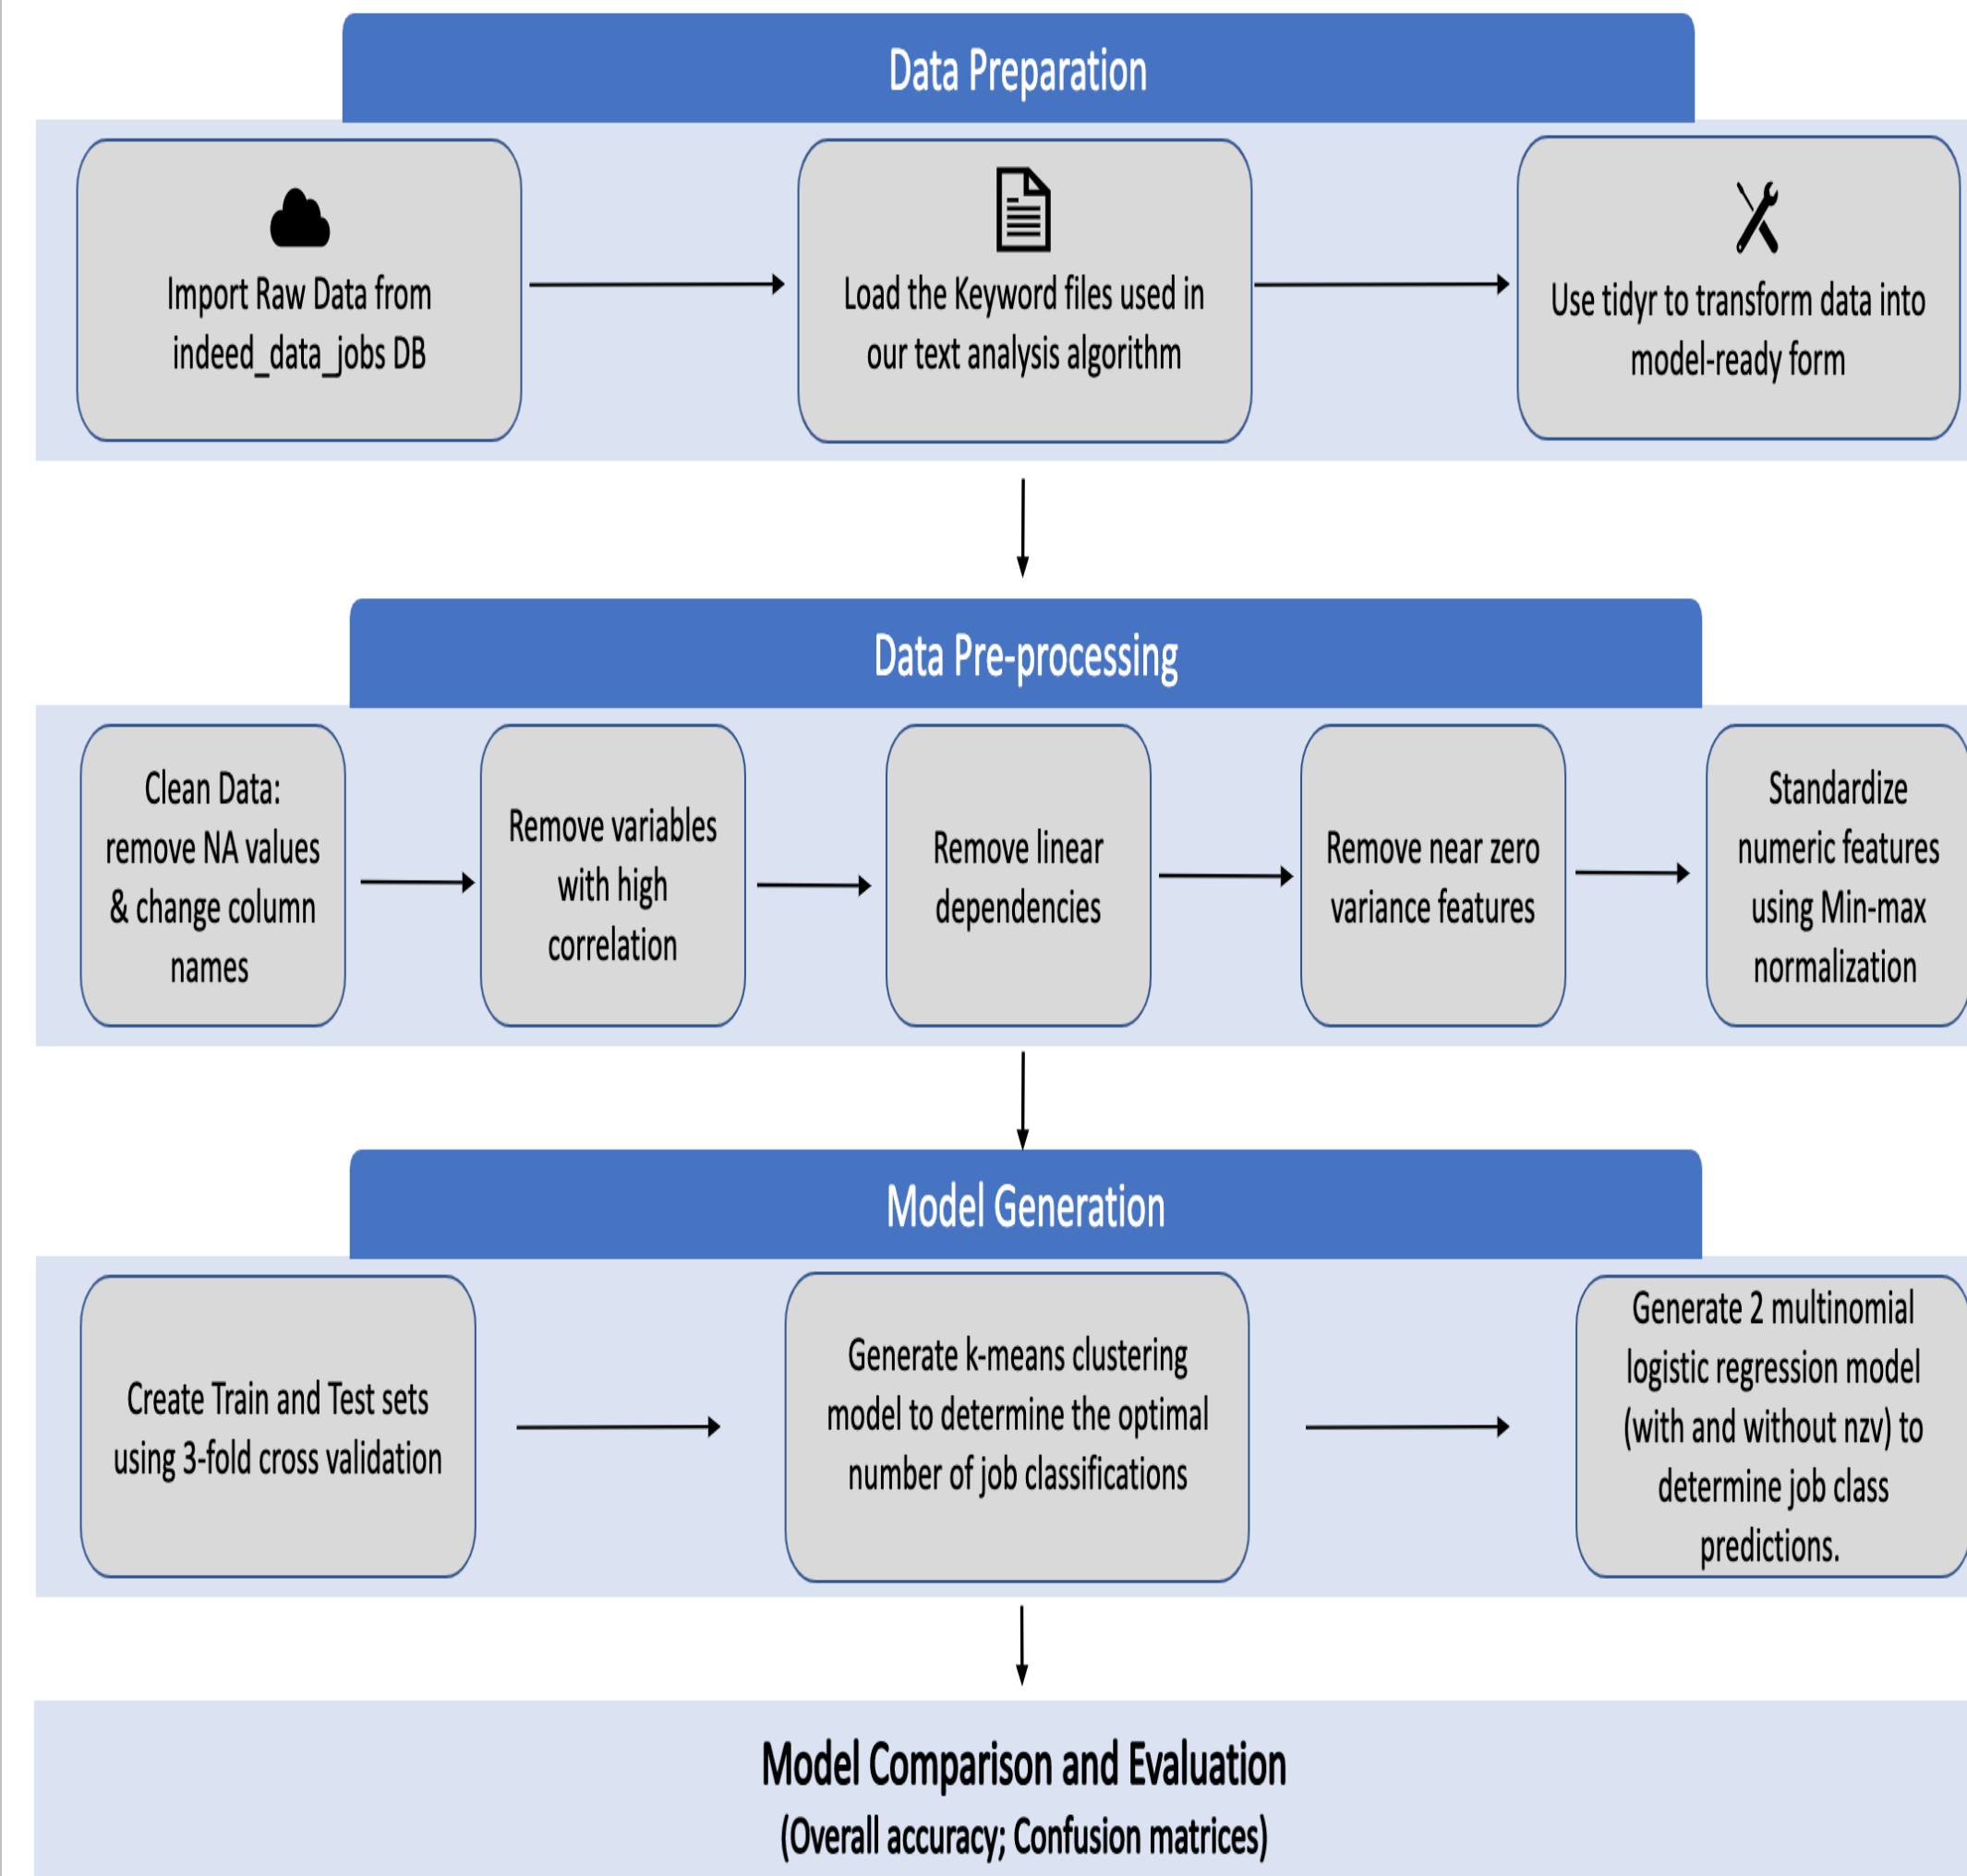 Data Preparation
Import Raw Data from
indeed_data_jobs DB
Load the Keyword files used in
our text analysis algorithm
Use tidyr to transform data into
model-ready form
Data Pre-processing
Clean Data:
remove NA values
& change column
names
Remove variables
with high
correlation
Remove linear
dependencies
Remove near zero
variance features
Standardize
numeric features
using Min-max
normalization
Model Generation
Create Train and Test sets
using 3-fold cross validation
Generate k-means clustering
model to determine the optimal
number of job classifications
Generate 2 multinomial
logistic regression model
(with and without nzv) to
determine job class
predictions.
Model Comparison and Evaluation
(Overall accuracy; Confusion matrices)